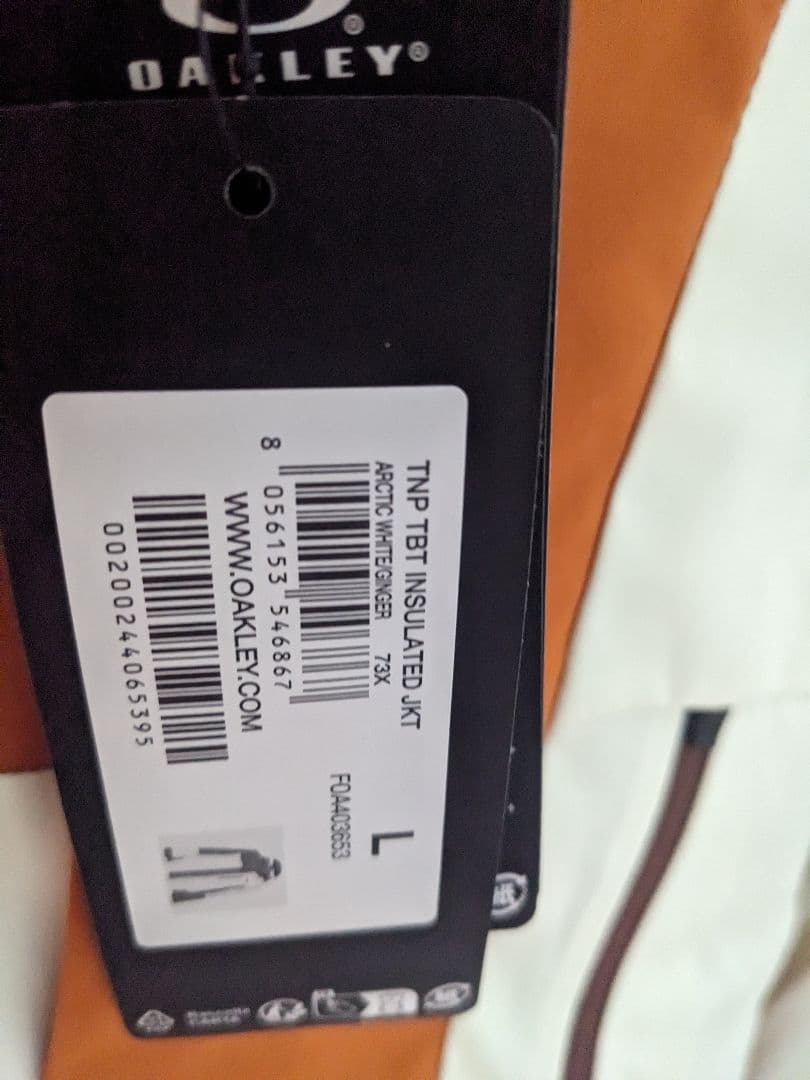 OAKLEY®
TNP TBT INSULATED JKT
ARCTIC WHITE/GINGER 73X
L
FOA403653
8 056153 546867
WWW.OAKLEY.COM
00200244065395